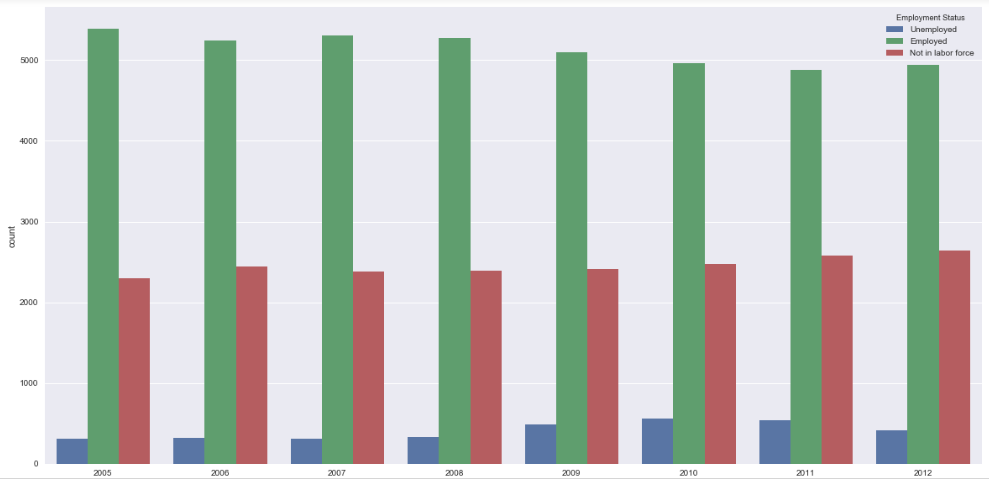 Employment Status
Unemployed
Employed
Not in labor force
5000
4000
3000
2000
1000
0
count
2005 2006 2007 2008 2009 2010 2011 2012